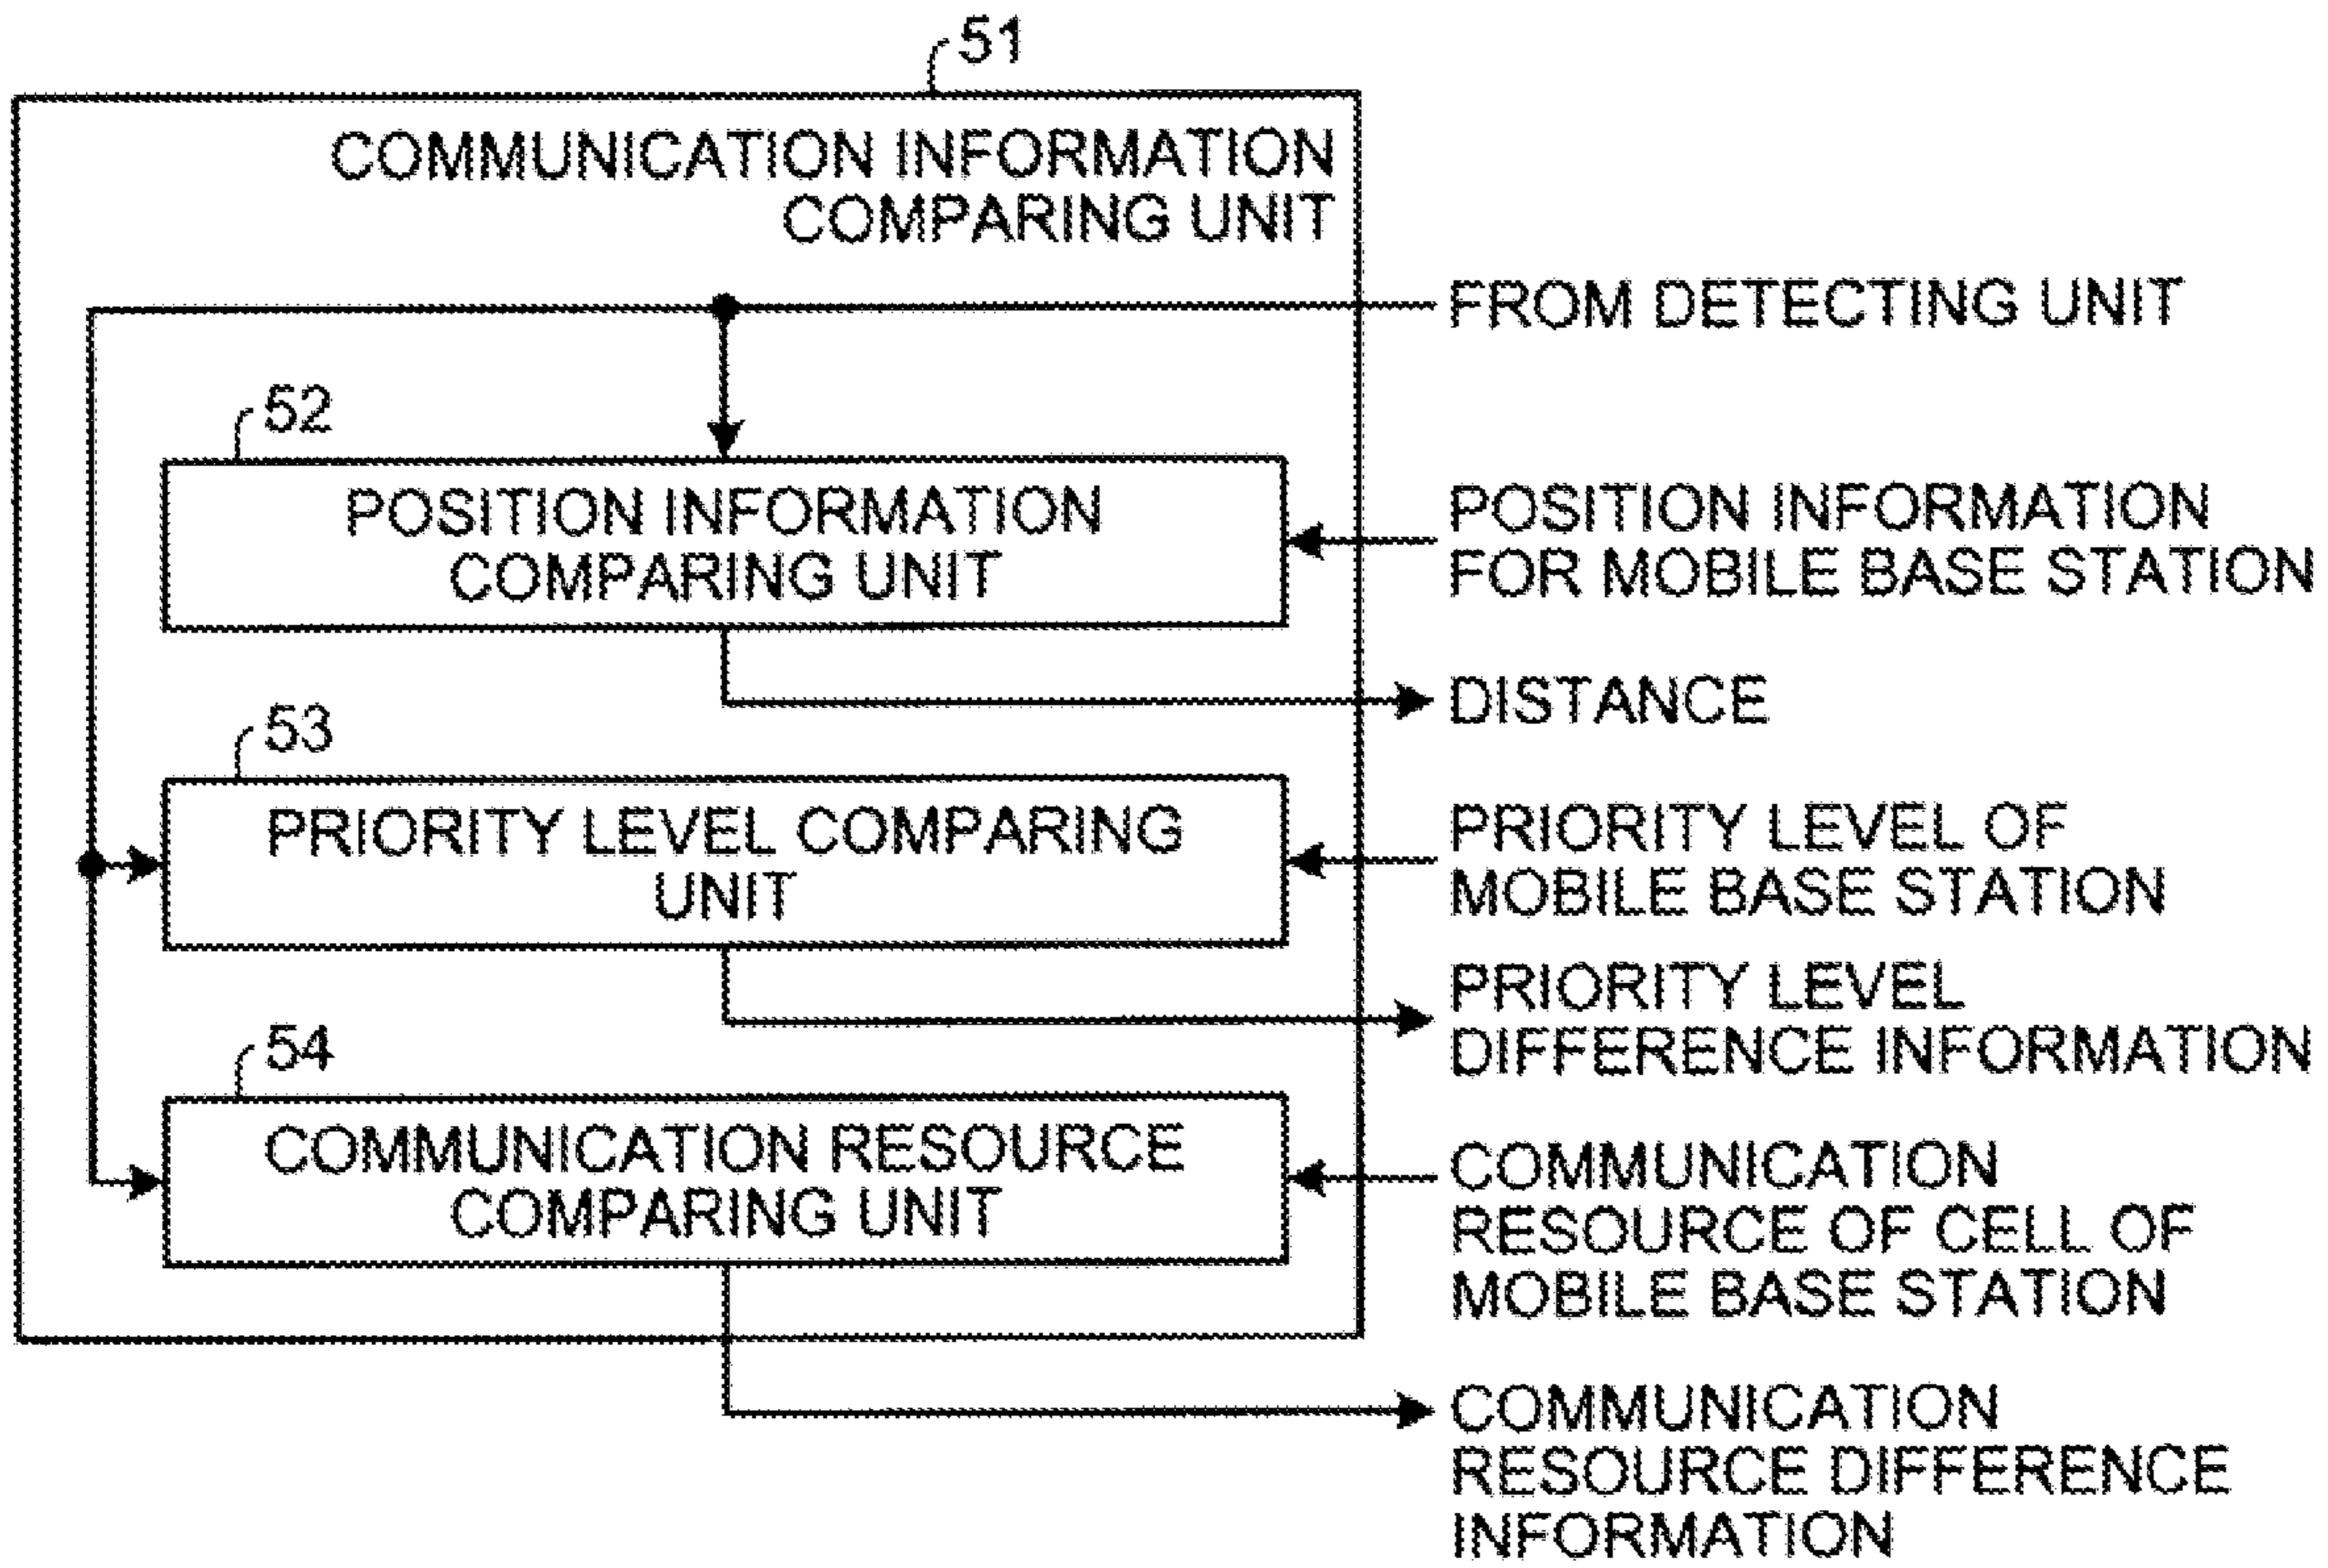 51
COMMUNICATION INFORMATION
COMPARING UNIT
FROM DETECTING UNIT
52
POSITION INFORMATION
COMPARING UNIT
POSITION INFORMATION
FOR MOBILE BASE STATION
DISTANCE
53
PRIORITY LEVEL COMPARING
UNIT
PRIORITY LEVEL OF
MOBILE BASE STATION
PRIORITY LEVEL
DIFFERENCE INFORMATION
54
COMMUNICATION RESOURCE
COMPARING UNIT
COMMUNICATION
RESOURCE OF CELL OF
MOBILE BASE STATION
COMMUNICATION
RESOURCE DIFFERENCE
INFORMATION